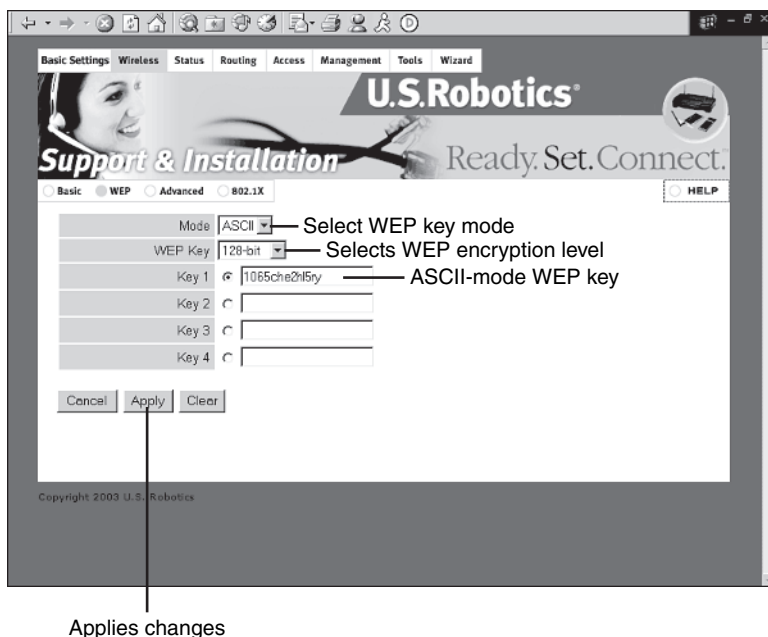 Basic Settings Wireless Status Routing Access Management Tools Wizard
U.S.Robotics®
Support & Installation
Ready. Set. Connect.
Basic WEP Advanced 802.1X HELP
Mode ASCII Select WEP key mode
WEP Key 128-bit Selects WEP encryption level
Key 1 1065che2hl5ry ASCII-mode WEP key
Key 2
Key 3
Key 4
Cancel Apply Clear
Copyright 2003 U.S. Robotics
Applies changes